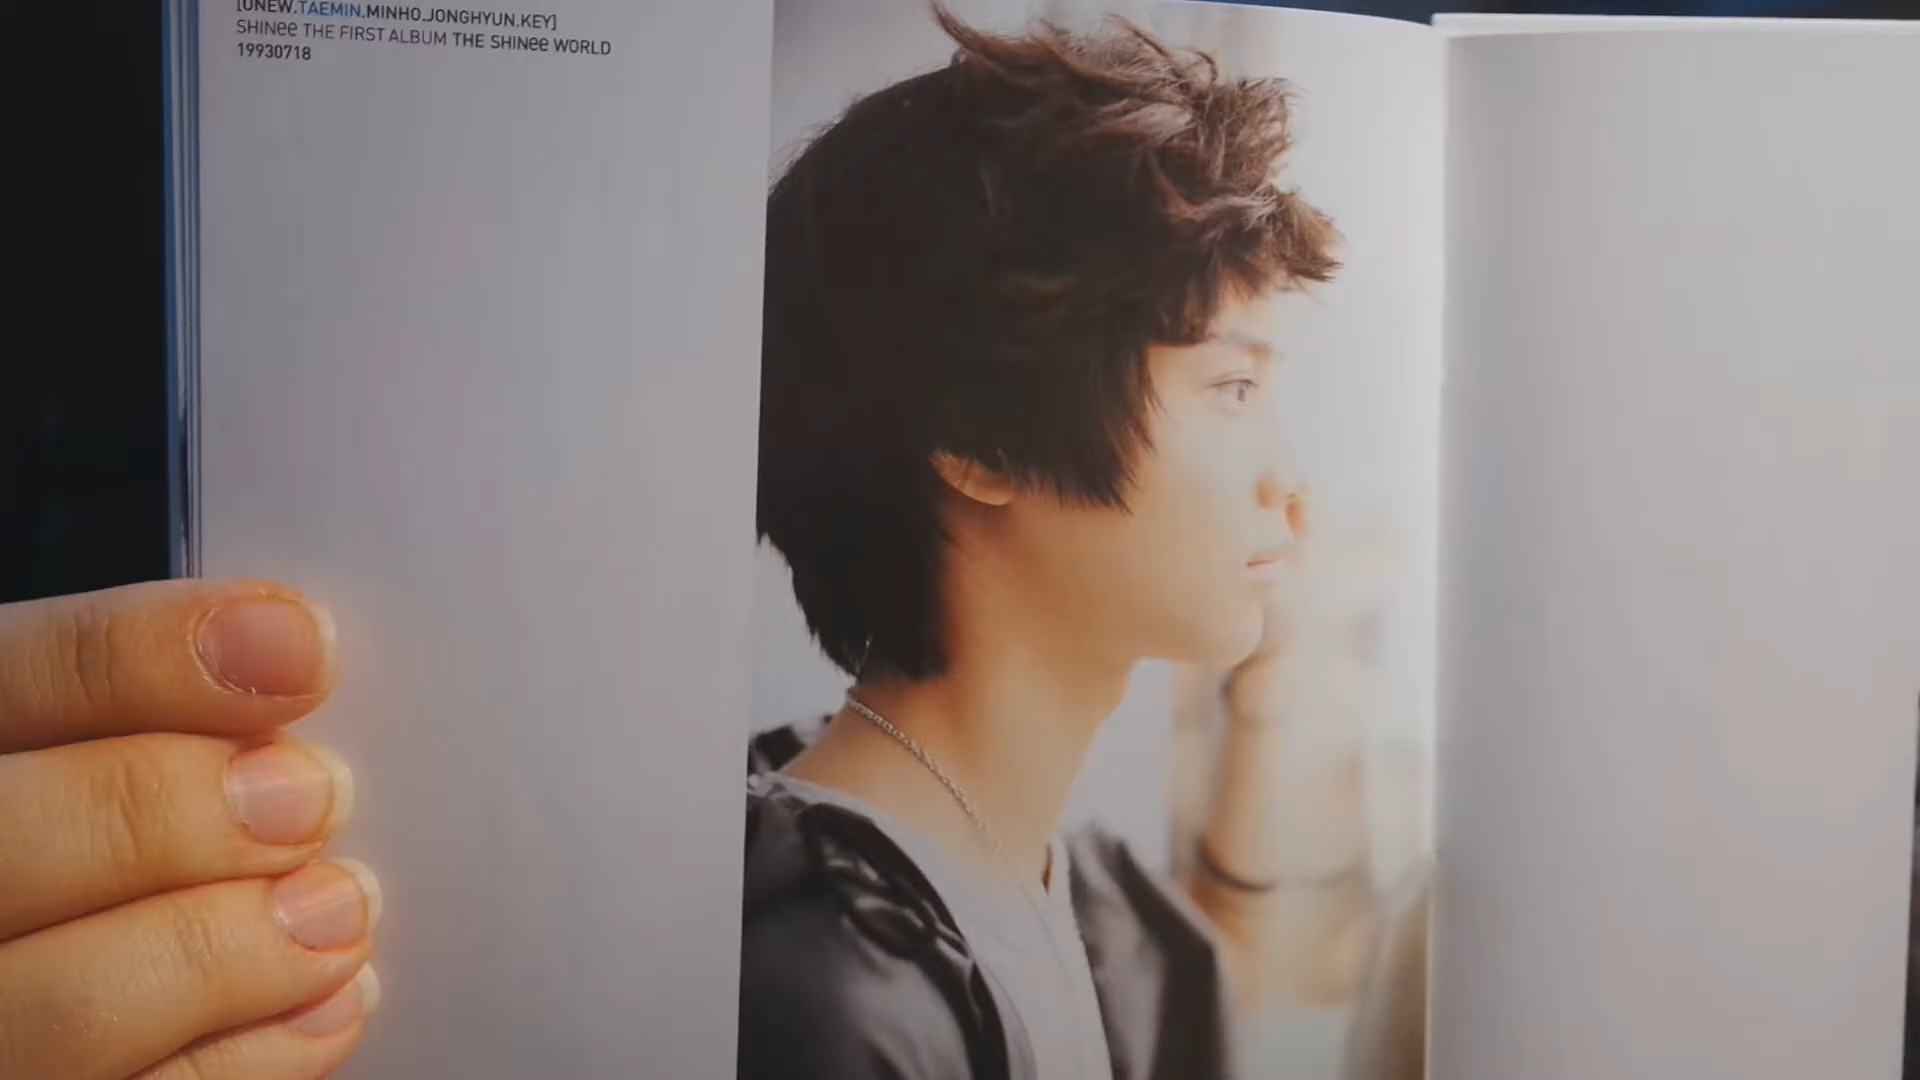 [ONEW.TAEMIN.MINHO.JONGHYUN.KEY]
SHINee THE FIRST ALBUM THE SHINee WORLD
19930718